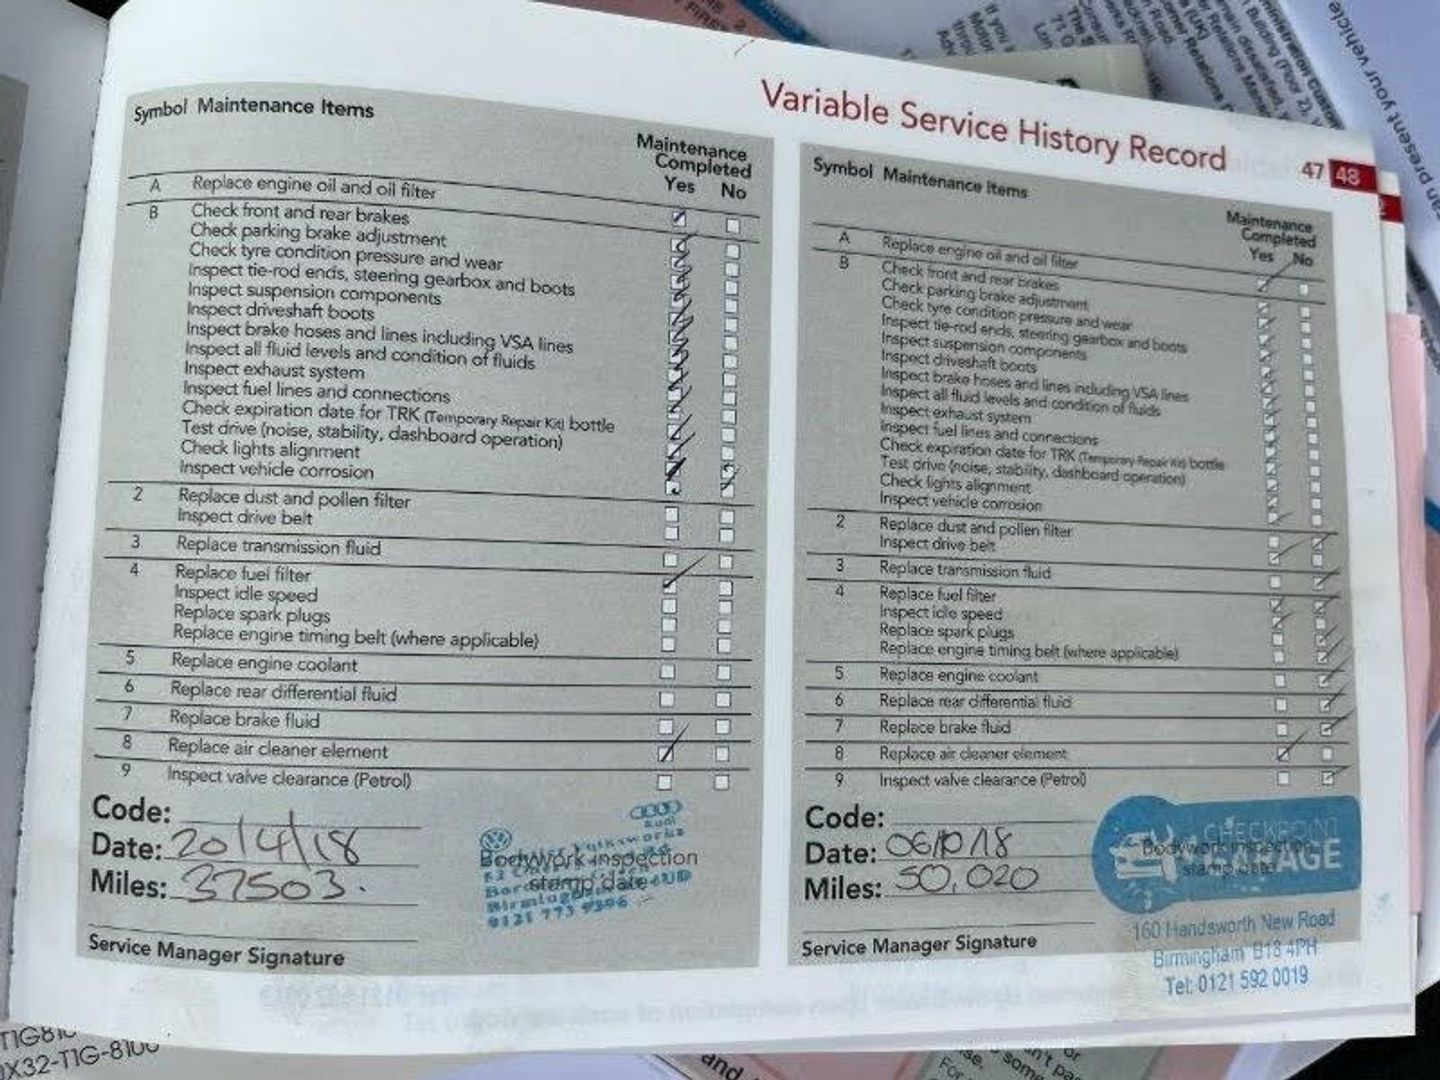 Variable Service History Record
47 48
Symbol Maintenance Items
Maintenance
Completed
Yes No
A Replace engine oil and oil filter
B Check front and rear brakes
Check parking brake adjustment
Check tyre condition pressure and wear
Inspect tie-rod ends, steering gearbox and boots
Inspect suspension components
Inspect driveshaft boots
Inspect brake hoses and lines including VSA lines
Inspect all fluid levels and condition of fluids
Inspect exhaust system
Inspect fuel lines and connections
Check expiration date for TRK (Temporary Repair Kit) bottle
Test drive (noise, stability, dashboard operation)
Check lights alignment
Inspect vehicle corrosion
2 Replace dust and pollen filter
Inspect drive belt
3 Replace transmission fluid
4 Replace fuel filter
Inspect idle speed
Replace spark plugs
Replace engine timing belt (where applicable)
5 Replace engine coolant
6 Replace rear differential fluid
7 Replace brake fluid
8 Replace air cleaner element
9 Inspect valve clearance (Petrol)
Code:
Date: 20/4/18
Miles: 37503.
Service Manager Signature
Audi
Bodywork inspection
stamp date
0121 773 9396
Symbol Maintenance Items
Maintenance
Completed
Yes No
A Replace engine oil and oil filter
B Check front and rear brakes
Check parking brake adjustment
Check tyre condition pressure and wear
Inspect tie-rod ends, steering gearbox and boots
Inspect suspension components
Inspect driveshaft boots
Inspect brake hoses and lines including VSA lines
Inspect all fluid levels and condition of fluids
Inspect exhaust system
Inspect fuel lines and connections
Check expiration date for TRK (Temporary Repair Kit) bottle
Test drive (noise, stability, dashboard operation)
Check lights alignment
Inspect vehicle corrosion
2 Replace dust and pollen filter
Inspect drive belt
3 Replace transmission fluid
4 Replace fuel filter
Inspect idle speed
Replace spark plugs
Replace engine timing belt (where applicable)
5 Replace engine coolant
6 Replace rear differential fluid
7 Replace brake fluid
8 Replace air cleaner element
9 Inspect valve clearance (Petrol)
Code:
Date: 06/10/18
Miles: 50,020
Service Manager Signature
CHECKPOINT
Bodywork inspection
stamp date
160 Handsworth New Road
Birmingham B18 4PH
Tel: 0121 592 0019
an present your vehicle
X32-T1G-8100
and